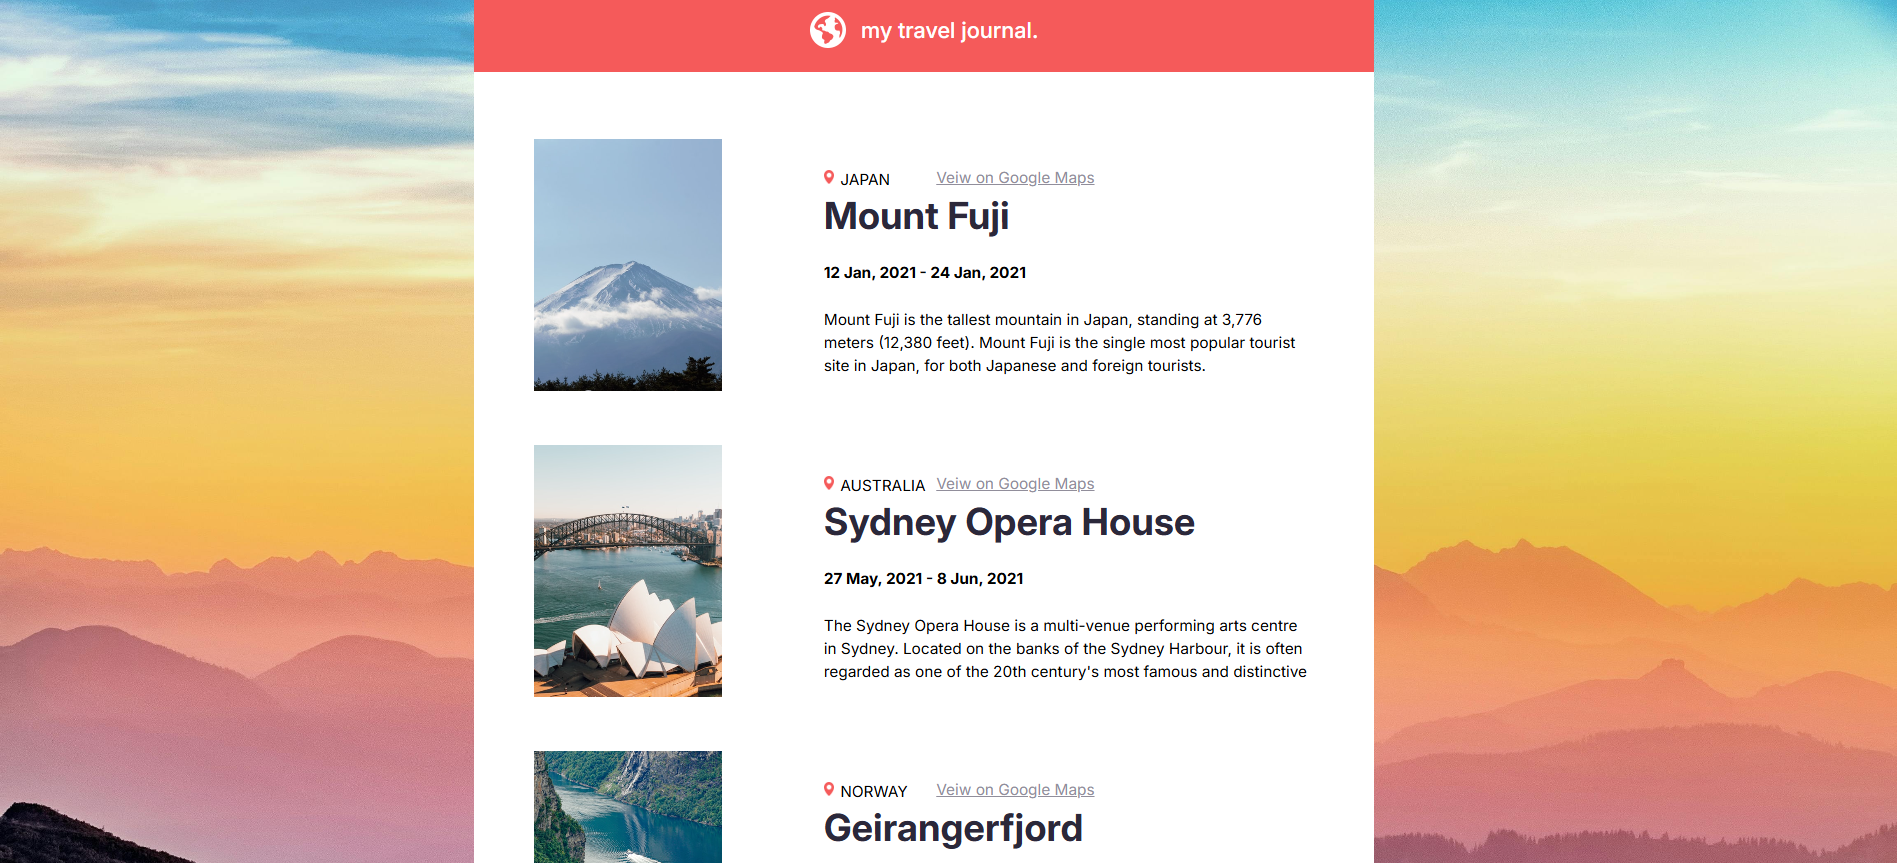 my travel journal.
JAPAN Veiw on Google Maps
Mount Fuji
12 Jan, 2021 - 24 Jan, 2021
Mount Fuji is the tallest mountain in Japan, standing at 3,776
meters (12,380 feet). Mount Fuji is the single most popular tourist
site in Japan, for both Japanese and foreign tourists.
AUSTRALIA Veiw on Google Maps
Sydney Opera House
27 May, 2021 - 8 Jun, 2021
The Sydney Opera House is a multi-venue performing arts centre
in Sydney. Located on the banks of the Sydney Harbour, it is often
regarded as one of the 20th century's most famous and distinctive
NORWAY Veiw on Google Maps
Geirangerfjord